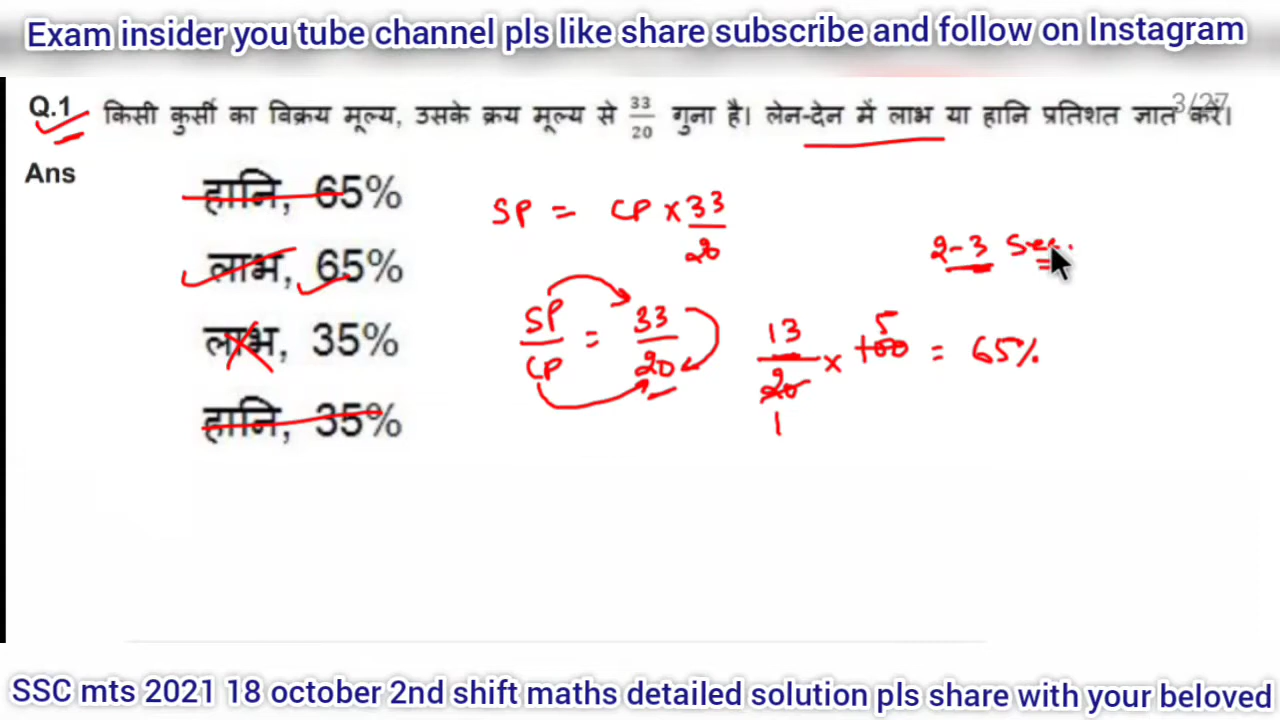 Exam insider you tube channel pls like share subscribe and follow on Instagram
3/27
Q.1 किसी कुर्सी का विक्रय मूल्य, उसके क्रय मूल्य से 33/20 गुना है। लेन-देन में लाभ या हानि प्रतिशत ज्ञात करें।
Ans
हानि, 65%
लाभ, 65%
लाभ, 35%
हानि, 35%
SP = CP × 33/20
2-3 Sec.
SP/CP = 33/20
13/20 × 100 = 65%
5
1
SSC mts 2021 18 october 2nd shift maths detailed solution pls share with your beloved